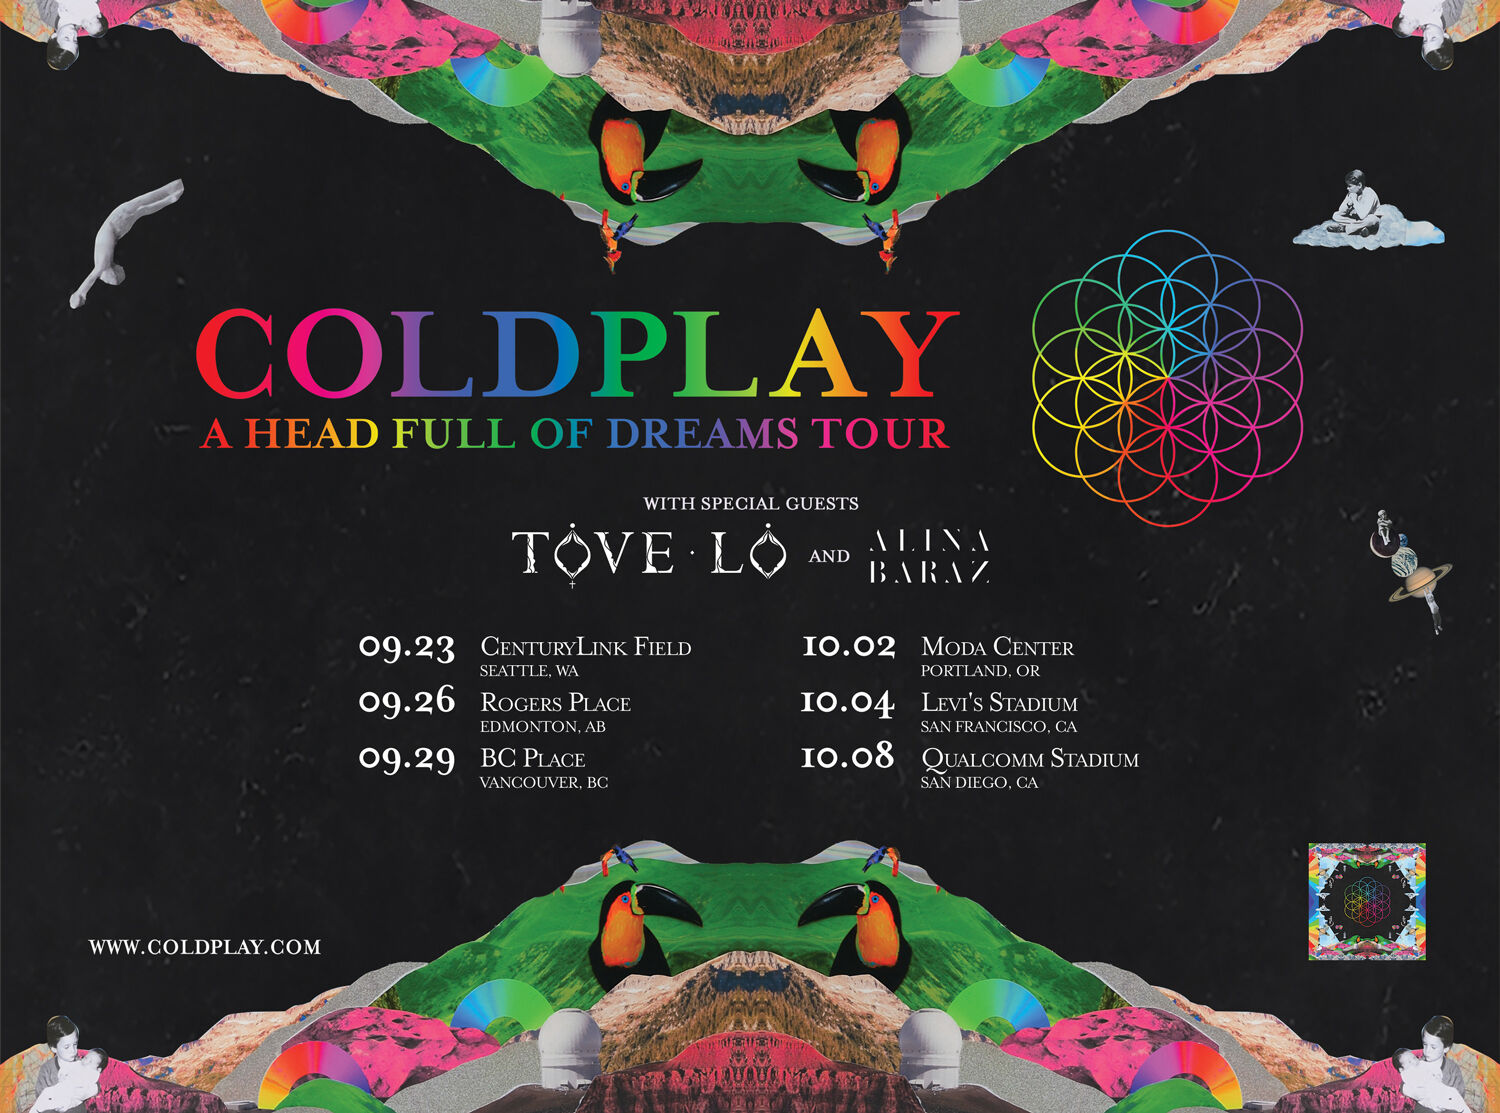 COLDPLAY
A HEAD FULL OF DREAMS TOUR
WITH SPECIAL GUESTS
TOVE · LO AND ALINA BARAZ
09.23 CENTURYLINK FIELD
SEATTLE, WA
09.26 ROGERS PLACE
EDMONTON, AB
09.29 BC PLACE
VANCOUVER, BC
10.02 MODA CENTER
PORTLAND, OR
10.04 LEVI'S STADIUM
SAN FRANCISCO, CA
10.08 QUALCOMM STADIUM
SAN DIEGO, CA
WWW.COLDPLAY.COM